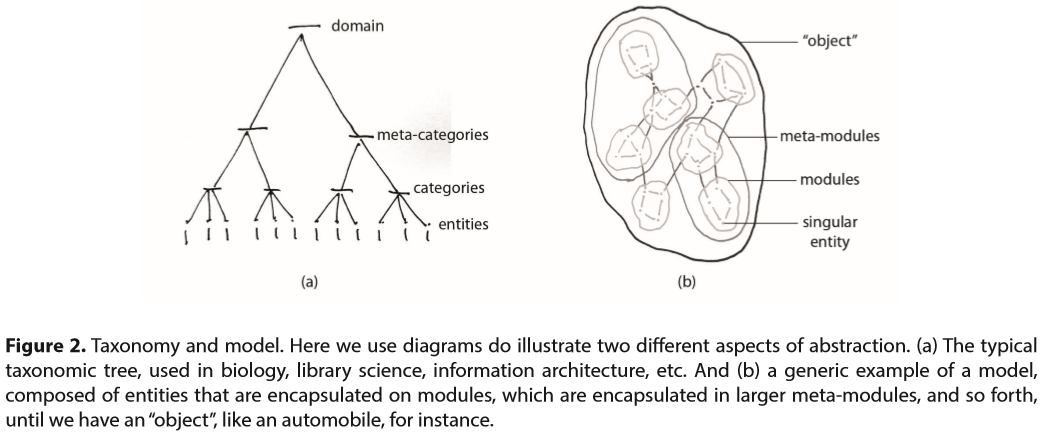 domain
meta-categories
categories
entities
(a)
"object"
meta-modules
modules
singular
entity
(b)
Figure 2. Taxonomy and model. Here we use diagrams do illustrate two different aspects of abstraction. (a) The typical
taxonomic tree, used in biology, library science, information architecture, etc. And (b) a generic example of a model,
composed of entities that are encapsulated on modules, which are encapsulated in larger meta-modules, and so forth,
until we have an “object”, like an automobile, for instance.